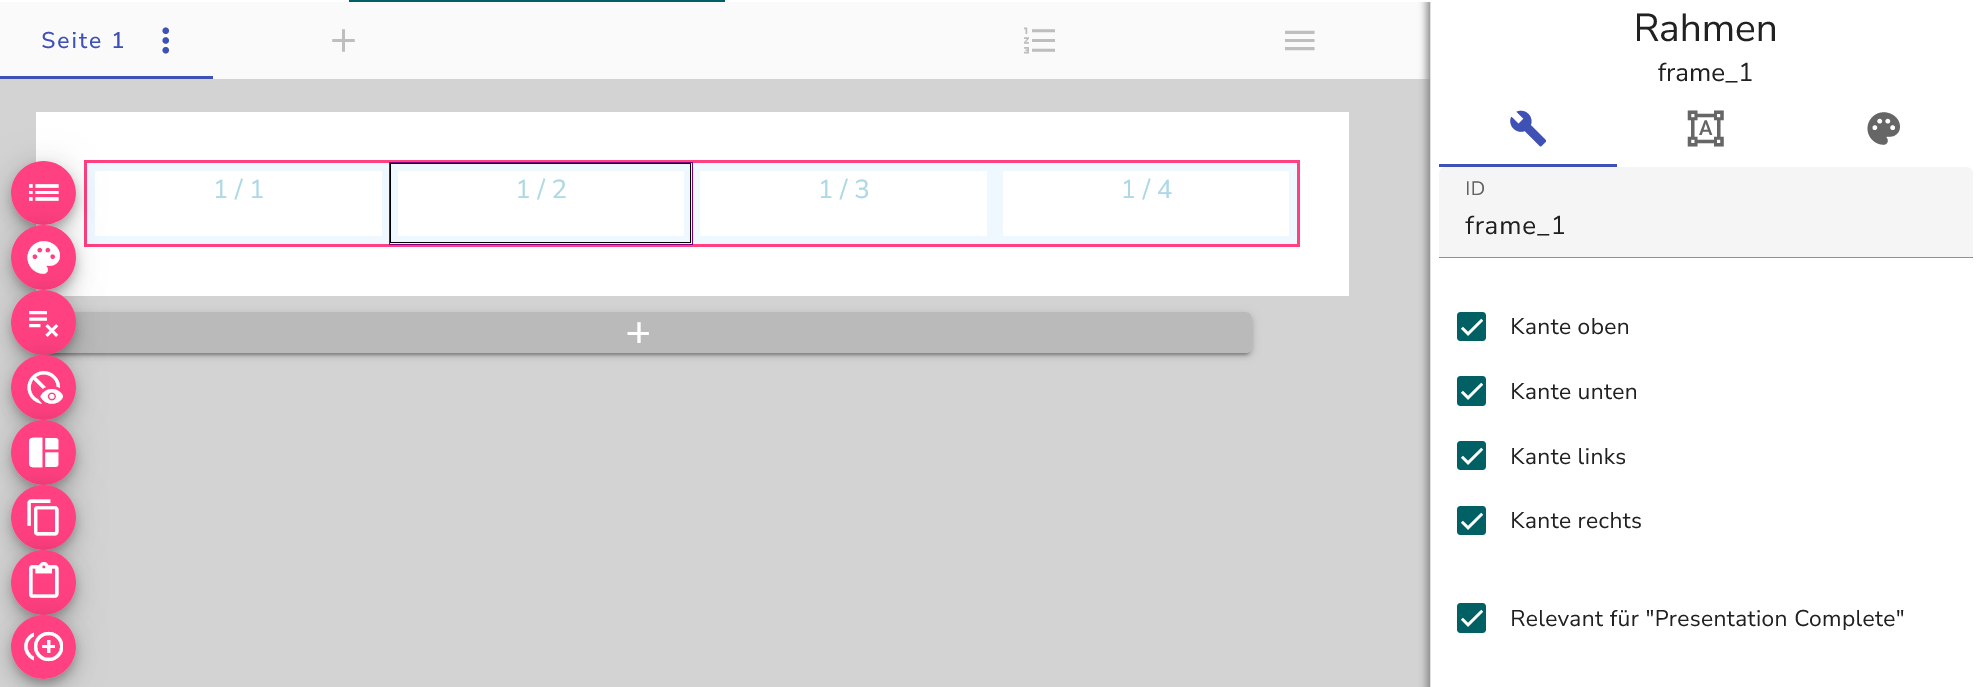 Seite 1
1 / 1
1 / 2
1 / 3
1 / 4
Rahmen
frame_1
ID
frame_1
Kante oben
Kante unten
Kante links
Kante rechts
Relevant für "Presentation Complete"